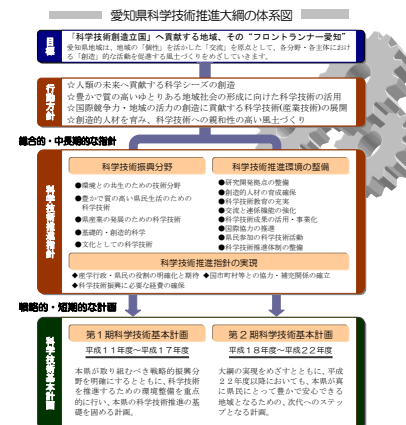 愛知県科学技術推進大綱の体系図
目標
「科学技術創造立国」へ貢献する地域、その“フロントランナー愛知”
愛知県地域は、地域の「個性」を活かした「交流」を原点として、各分野・各主体におけ
る「創造」的な活動を促進する風土づくりをめざしていきます。
行動方針
☆人類の未来へ貢献する科学シーズの創造
☆豊かで質の高いゆとりある地域社会の形成に向けた科学技術の活用
☆国際競争力・地域の活力の創造に貢献する科学技術(産業技術)の展開
☆創造的人材を育み、科学技術への親和性の高い風土づくり
総合的・中長期的な指針
科学技術推進指針
科学技術振興分野
●環境との共生のための技術分野
●豊かで質の高い県民生活のための
科学技術
●県産業の発展のための科学技術
●基礎的・創造的科学
●文化としての科学技術
科学技術推進環境の整備
●研究開発拠点の整備
●創造的人材の育成確保
●科学技術教育の充実
●交流と連係機能の強化
●科学技術成果の活用・事業化
●国際協力の推進
●県民参加の科学技術活動
●科学技術推進体制の整備
科学技術推進指針の実現
◆産学行政・県民の役割の明確化と期待 ◆国市町村等との協力・補完関係の確立
◆科学技術振興に必要な経費の確保
戦略的・短期的な計画
科学技術基本計画
第1期科学技術基本計画
平成11年度～平成17年度
本県が取り組むべき戦略的振興分
野を明確にするとともに、科学技術
を推進するための環境整備を重点
的に行い、本県の科学技術推進の基
礎を固める計画。
第2期科学技術基本計画
平成18年度～平成22年度
大綱の実現をめざすとともに、平成
22年度以降においても、本県が真
に県民にとって豊かで安心できる
地域となるための、次代へのステッ
プとなる計画。